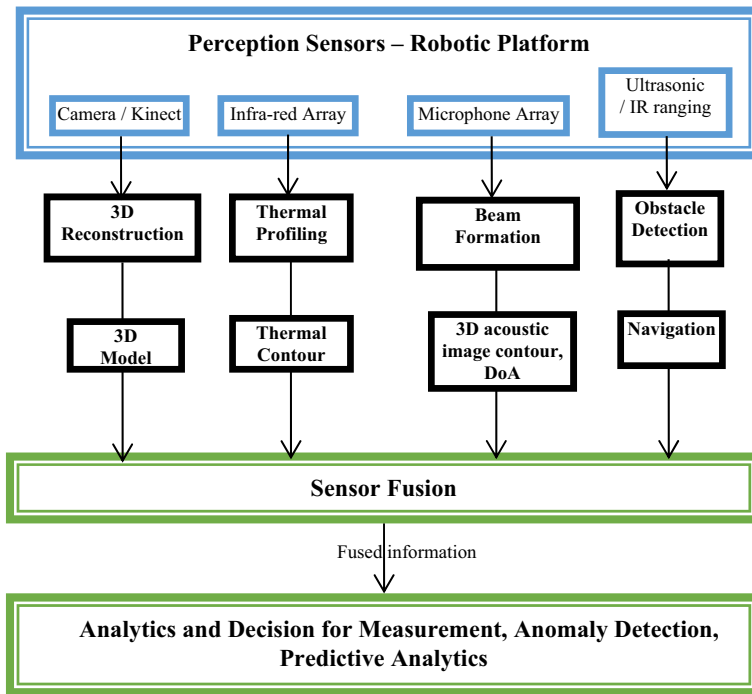 Perception Sensors – Robotic Platform
Camera / Kinect
Infra-red Array
Microphone Array
Ultrasonic
/ IR ranging
3D
Reconstruction
Thermal
Profiling
Beam
Formation
Obstacle
Detection
3D
Model
Thermal
Contour
3D acoustic
image contour,
DoA
Navigation
Sensor Fusion
Fused information
Analytics and Decision for Measurement, Anomaly Detection,
Predictive Analytics